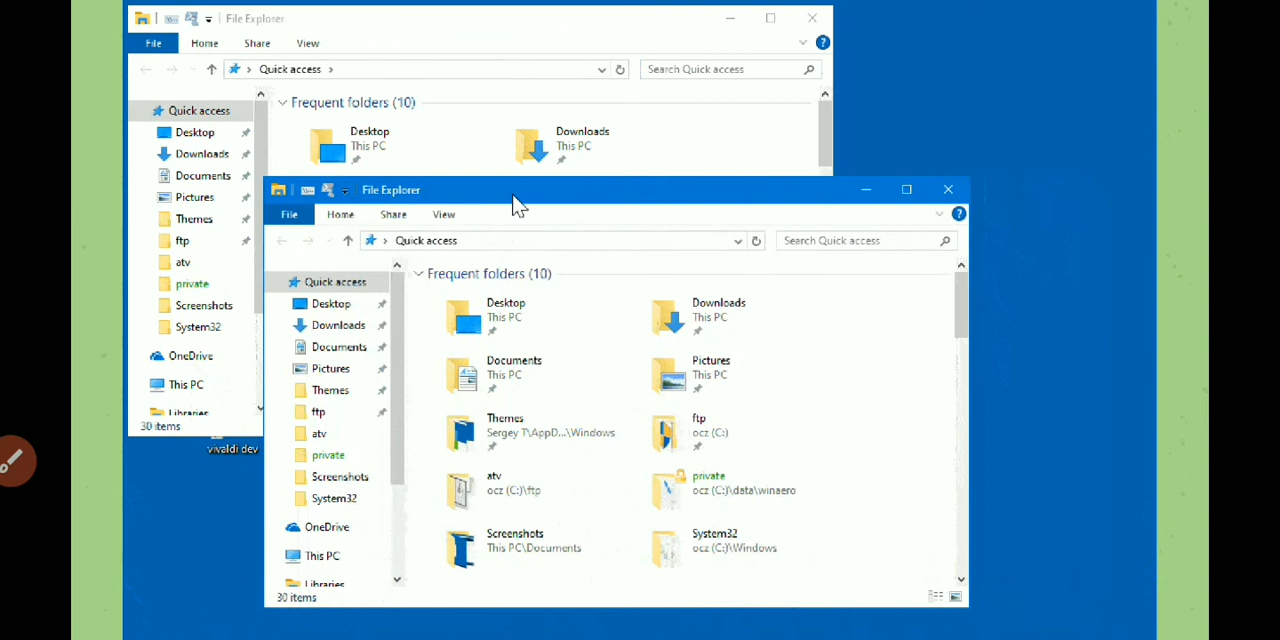 File Explorer
File Home Share View
Quick access
Search Quick access
Quick access
Desktop
Downloads
Documents
Pictures
Themes
ftp
atv
private
Screenshots
System32
OneDrive
This PC
Libraries
30 items
Frequent folders (10)
Desktop
This PC
Downloads
This PC
vivaldi dev
File Explorer
File Home Share View
Quick access
Search Quick access
Quick access
Desktop
Downloads
Documents
Pictures
Themes
ftp
atv
private
Screenshots
System32
OneDrive
This PC
Libraries
30 items
Frequent folders (10)
Desktop
This PC
Downloads
This PC
Documents
This PC
Pictures
This PC
Themes
Sergey T\AppD...\Windows
ftp
ocz (C:)
atv
ocz (C:)\ftp
private
ocz (C:)\data\winaero
Screenshots
This PC\Documents
System32
ocz (C:)\Windows